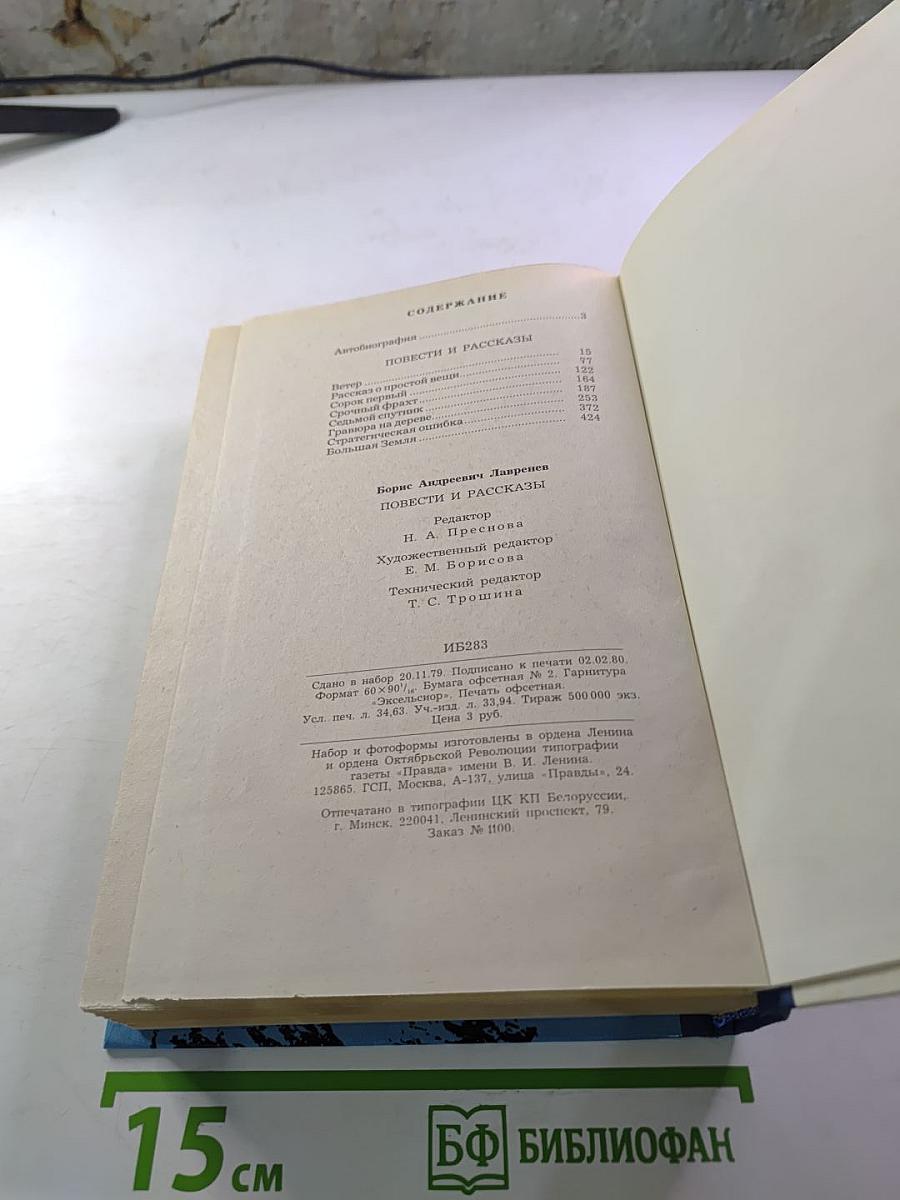 СОДЕРЖАНИЕ
Автобиография 3
ПОВЕСТИ И РАССКАЗЫ
Ветер 15
Рассказ о простой вещи 77
Сорок первый 122
Срочный фрахт 164
Седьмой спутник 187
Гравюра на дереве 253
Стратегическая ошибка 372
Большая Земля 424
Борис Андреевич Лавренев
ПОВЕСТИ И РАССКАЗЫ
Редактор
Н. А. Преснова
Художественный редактор
Е. М. Борисова
Технический редактор
Т. С. Трошина
ИБ283
Сдано в набор 20.11.79. Подписано к печати 02.02.80.
Формат 60×90¹/₁₆. Бумага офсетная № 2. Гарнитура
«Эксельсиор». Печать офсетная.
Усл. печ. л. 34,63. Уч.-изд. л. 33,94. Тираж 500 000 экз.
Цена 3 руб.
Набор и фотоформы изготовлены в ордена Ленина
и ордена Октябрьской Революции типографии
газеты «Правда» имени В. И. Ленина.
125865. ГСП, Москва, А-137, улица «Правды», 24.
Отпечатано в типографии ЦК КП Белоруссии,
г. Минск, 220041, Ленинский проспект, 79.
Заказ № 1100.
15 см
БФ БИБЛИОФАН